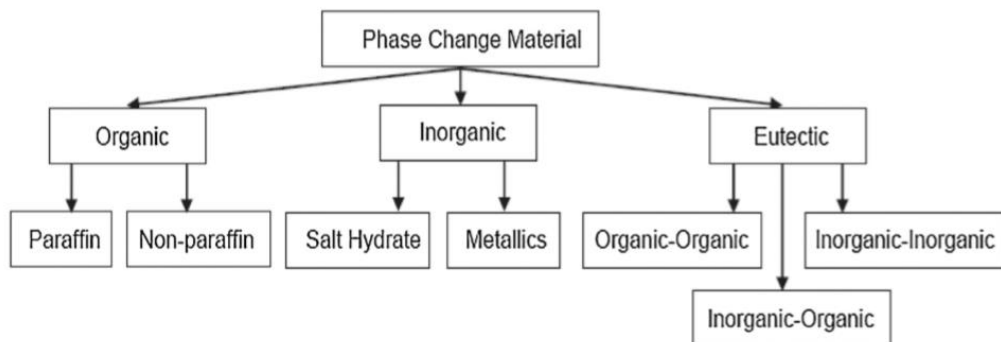 Phase Change Material
Organic
Inorganic
Eutectic
Paraffin
Non-paraffin
Salt Hydrate
Metallics
Organic-Organic
Inorganic-Inorganic
Inorganic-Organic